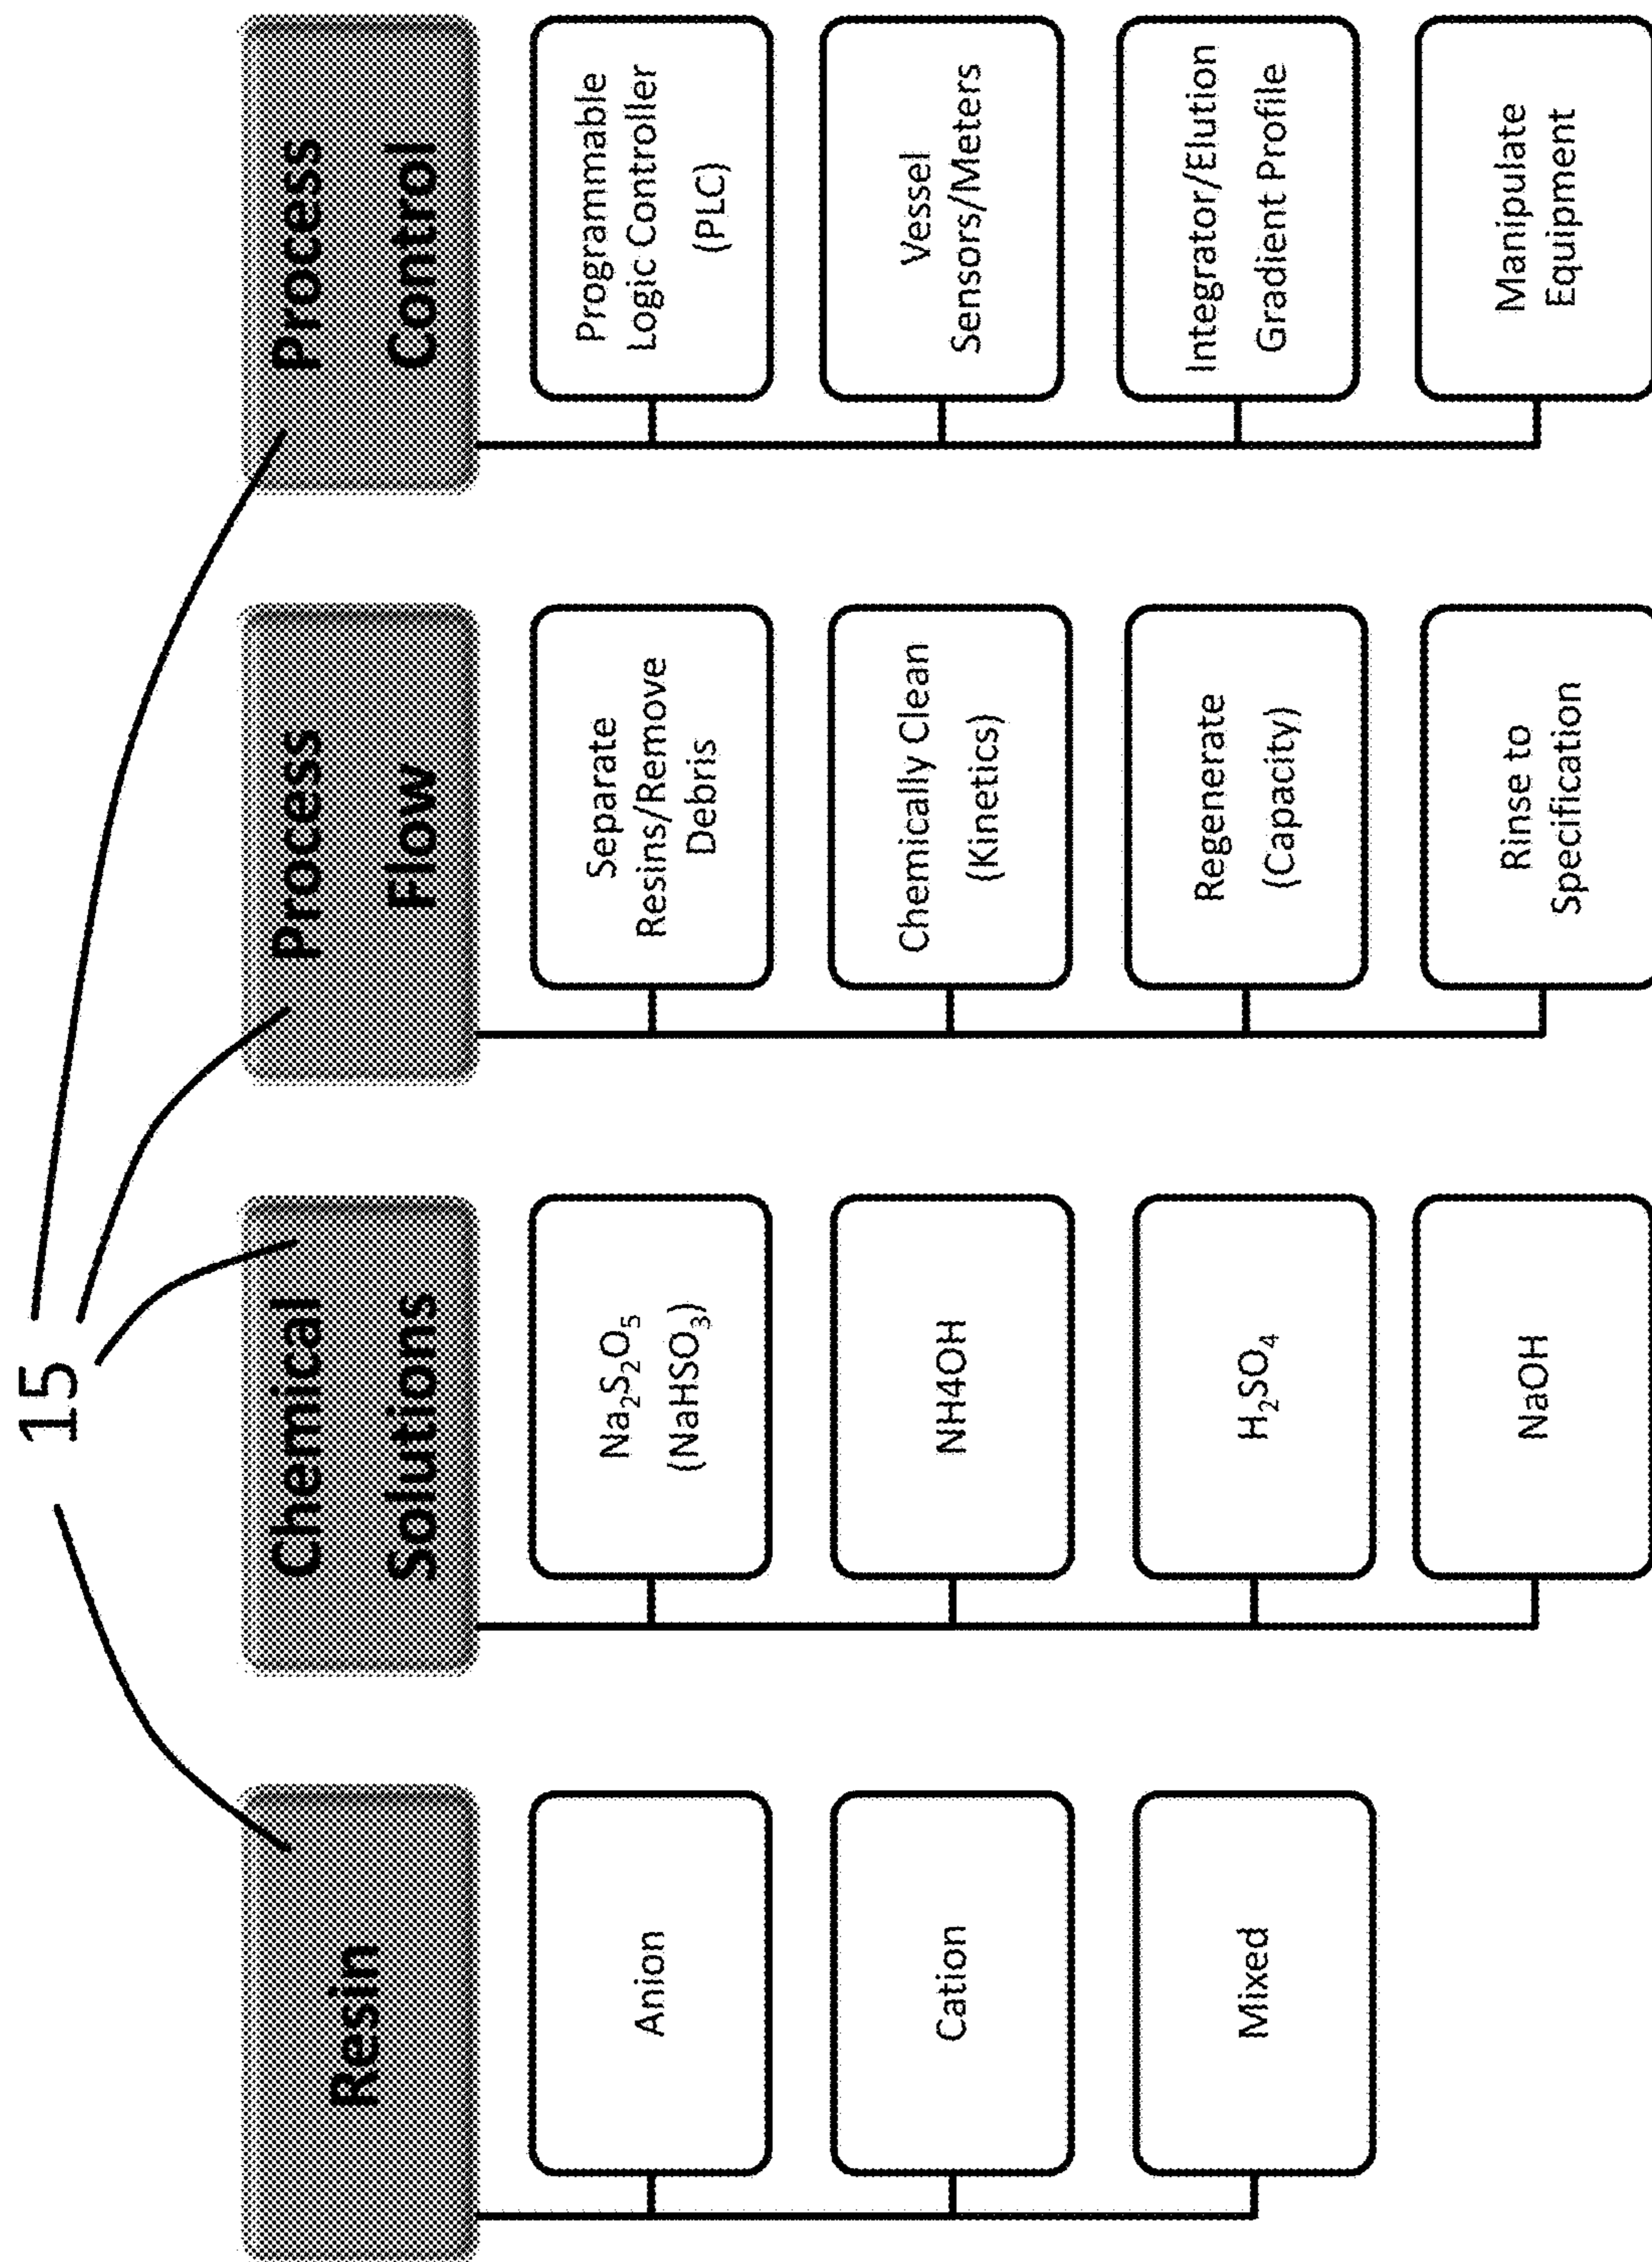 15
Resin
Anion
Cation
Mixed
Chemical
Solutions
Na₂S₂O₅
(NaHSO₃)
NH4OH
H₂SO₄
NaOH
Process
Flow
Separate
Resins/Remove
Debris
Chemically Clean
(Kinetics)
Regenerate
(Capacity)
Rinse to
Specification
Process
Control
Programmable
Logic Controller
(PLC)
Vessel
Sensors/Meters
Integrator/Elution
Gradient Profile
Manipulate
Equipment